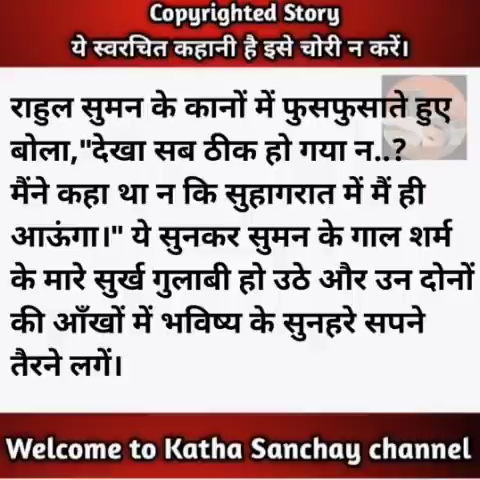 Copyrighted Story
ये स्वरचित कहानी है इसे चोरी न करें।
राहुल सुमन के कानों में फुसफुसाते हुए
बोला,"देखा सब ठीक हो गया न..?
मैंने कहा था न कि सुहागरात में मैं ही
आऊंगा।" ये सुनकर सुमन के गाल शर्म
के मारे सुर्ख गुलाबी हो उठे और उन दोनों
की आँखों में भविष्य के सुनहरे सपने
तैरने लगें।
Welcome to Katha Sanchay channel